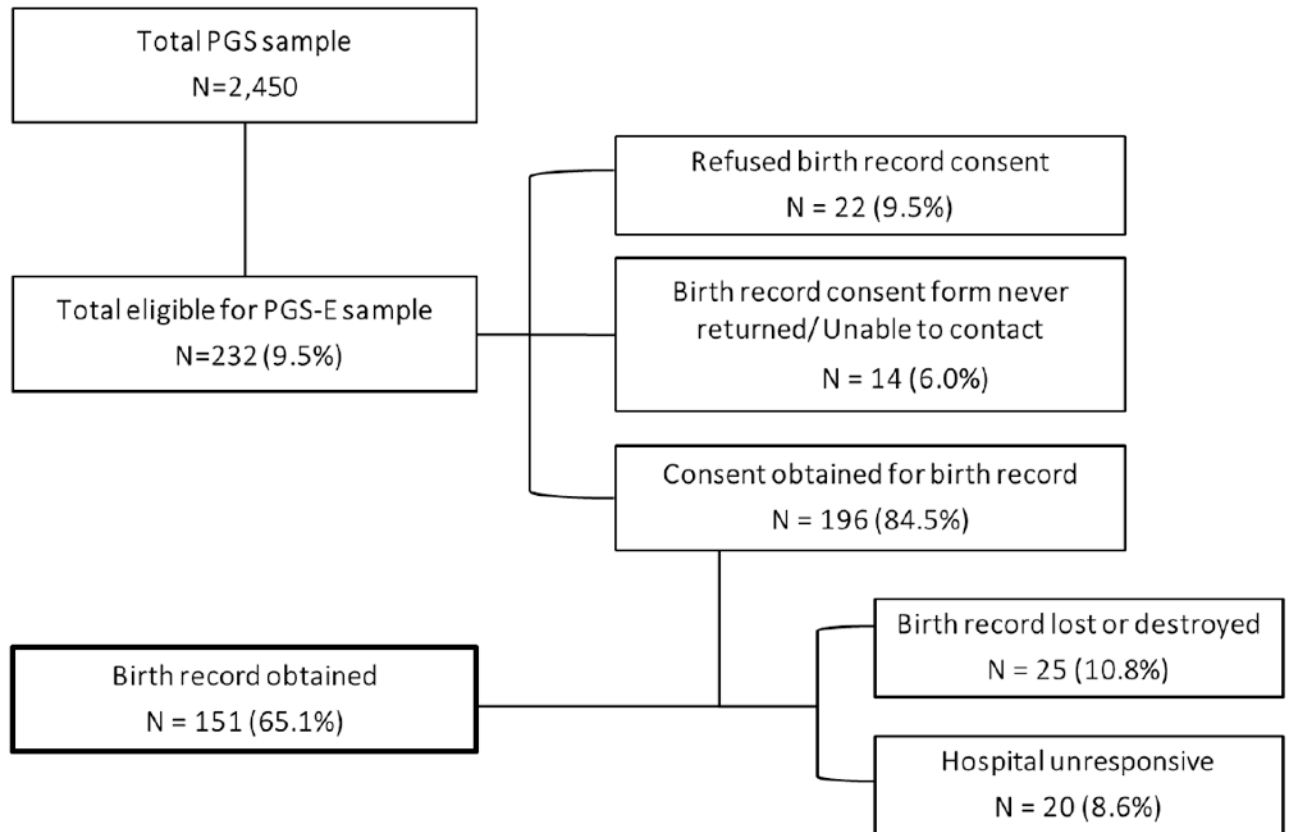 Total PGS sample
N=2,450
Refused birth record consent
N = 22 (9.5%)
Total eligible for PGS-E sample
N=232 (9.5%)
Birth record consent form never
returned/Unable to contact
N = 14 (6.0%)
Consent obtained for birth record
N = 196 (84.5%)
Birth record lost or destroyed
N = 25 (10.8%)
Birth record obtained
N = 151 (65.1%)
Hospital unresponsive
N = 20 (8.6%)